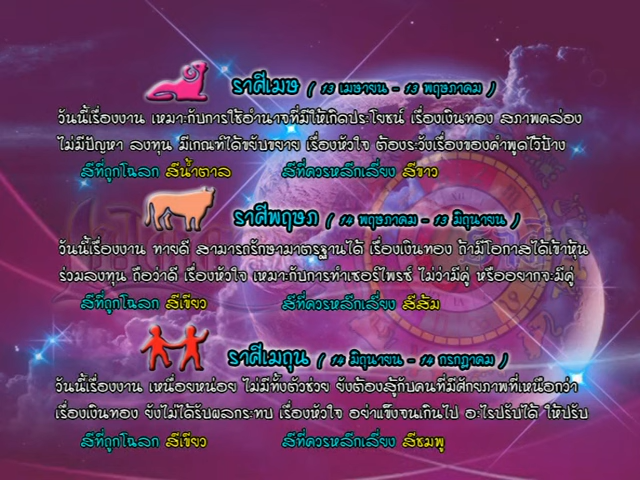 ราศีเมษ ( 13 เมษายน - 13 พฤษภาคม )
วันนี้เรื่องงาน เหมาะกับการใช้อำนาจที่มีให้เกิดประโยชน์ เรื่องเงินทอง สภาพคล่อง
ไม่มีปัญหา ลงทุน มีเกณฑ์ได้ขยับขยาย เรื่องหัวใจ ต้องระวังเรื่องของคำพูดไว้บ้าง
สีที่ถูกโฉลก สีน้ำตาล สีที่ควรหลีกเลี่ยง สีขาว
ราศีพฤษภ ( 14 พฤษภาคม - 13 มิถุนายน )
วันนี้เรื่องงาน ทายดี สามารถรักษามาตรฐานได้ เรื่องเงินทอง ถ้ามีโอกาสได้เข้าหุ้น
ร่วมลงทุน ถือว่าดี เรื่องหัวใจ เหมาะกับการทำเซอร์ไพรซ์ ไม่ว่ามีคู่ หรืออยากจะมีคู่
สีที่ถูกโฉลก สีเขียว สีที่ควรหลีกเลี่ยง สีส้ม
ราศีเมถุน ( 14 มิถุนายน - 14 กรกฎาคม )
วันนี้เรื่องงาน เหนื่อยหน่อย ไม่มีทั้งตัวช่วย ยังต้องสู้กับคนที่มีศักยภาพที่เหนือกว่า
เรื่องเงินทอง ยังไม่ได้รับผลกระทบ เรื่องหัวใจ อย่าแข็งจนเกินไป อะไรปรับได้ ให้ปรับ
สีที่ถูกโฉลก สีเขียว สีที่ควรหลีกเลี่ยง สีชมพู